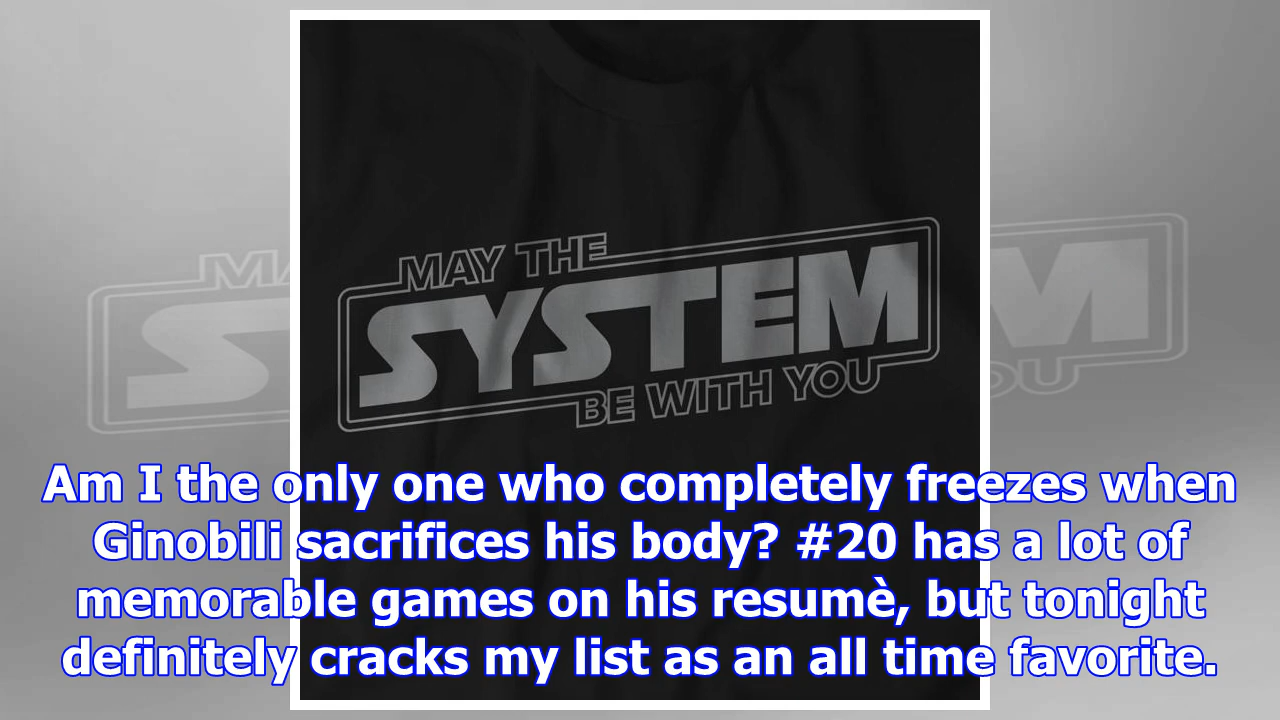 MAY THE
SYSTEM
BE WITH YOU
Am I the only one who completely freezes when
Ginobili sacrifices his body? #20 has a lot of
memorable games on his resumè, but tonight
definitely cracks my list as an all time favorite.